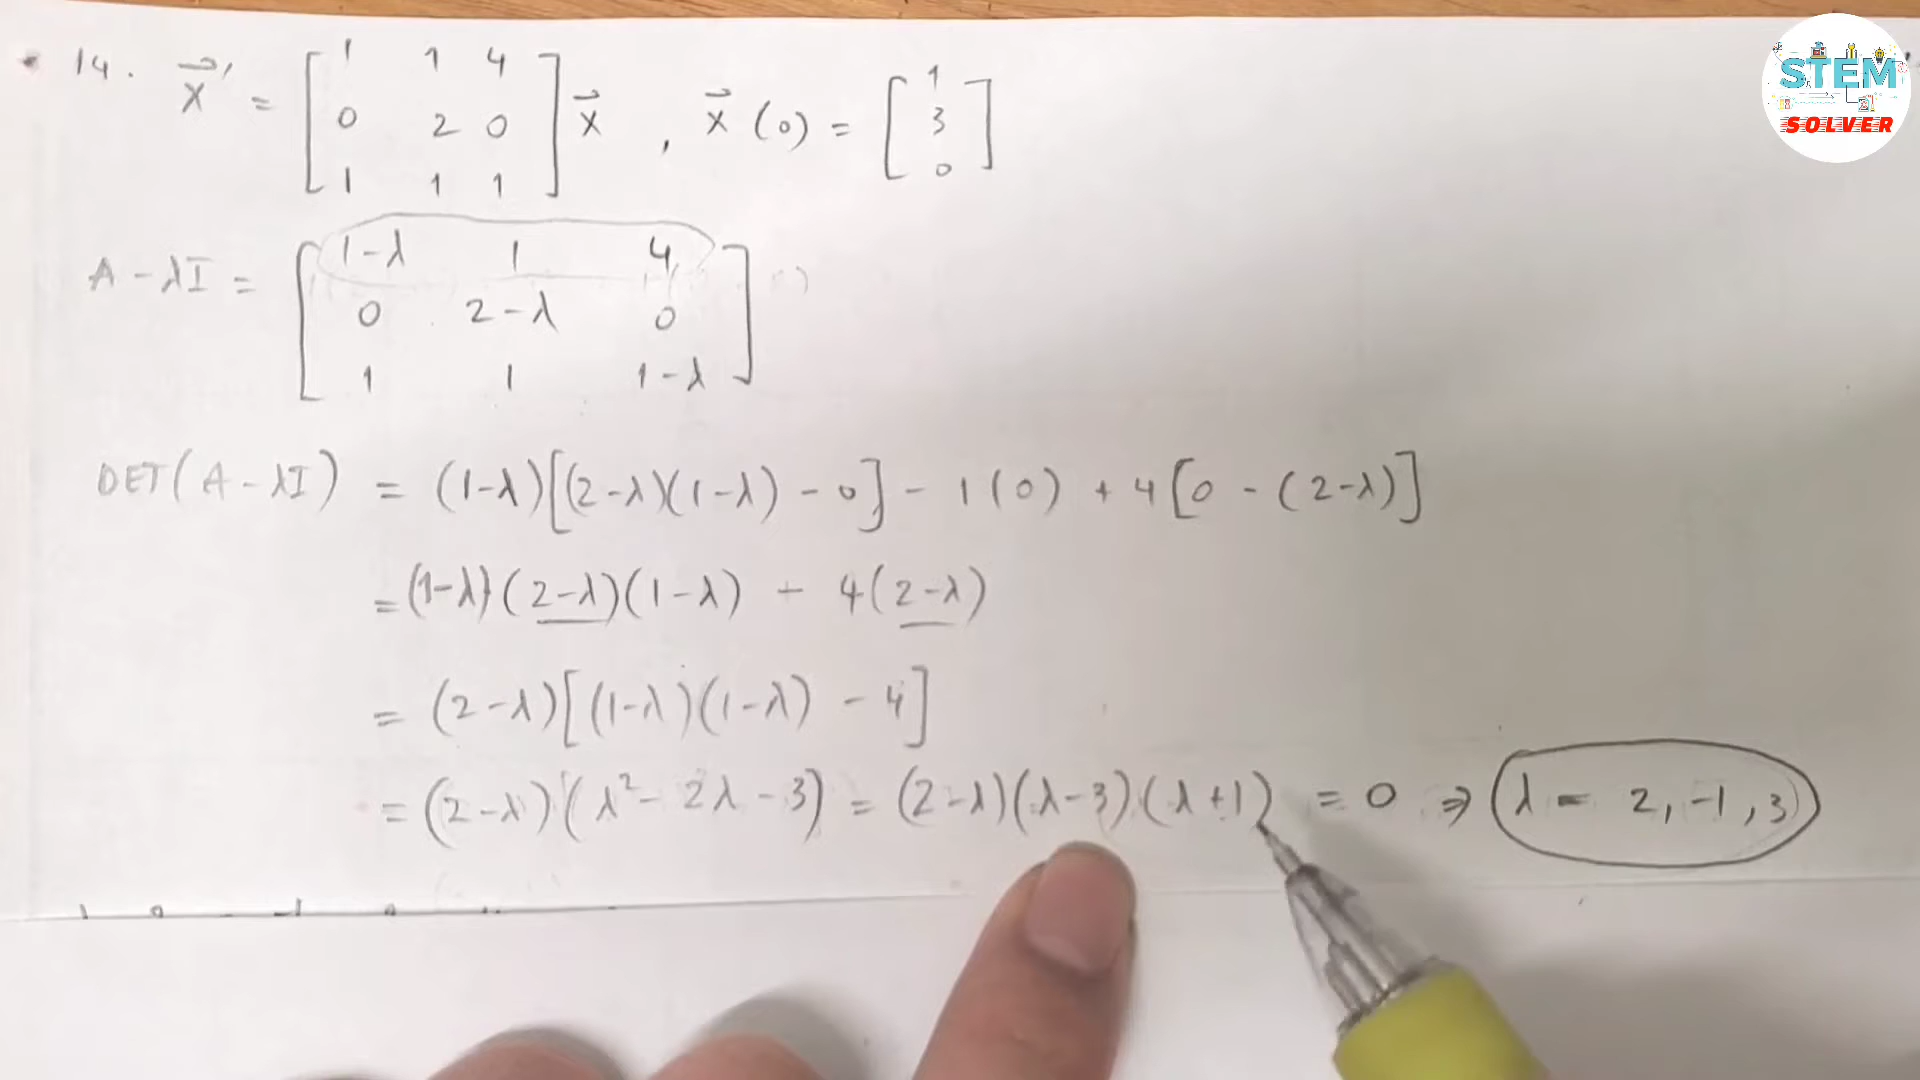 STEM
SOLVER
14. x⃗' = [ 1 1 4 ] x⃗ , x⃗(0) = [ 1 ]
[ 0 2 0 ] [ 3 ]
[ 1 1 1 ] [ 0 ]
A - λI = [ 1-λ 1 4 ]
[ 0 2-λ 0 ]
[ 1 1 1-λ ]
DET(A - λI) = (1-λ)[(2-λ)(1-λ) - 0] - 1(0) + 4[0 - (2-λ)]
= (1-λ)(2-λ)(1-λ) - 4(2-λ)
= (2-λ)[(1-λ)(1-λ) - 4]
= (2-λ)(λ² - 2λ - 3) = (2-λ)(λ-3)(λ+1) = 0 ⇒ λ = 2, -1, 3